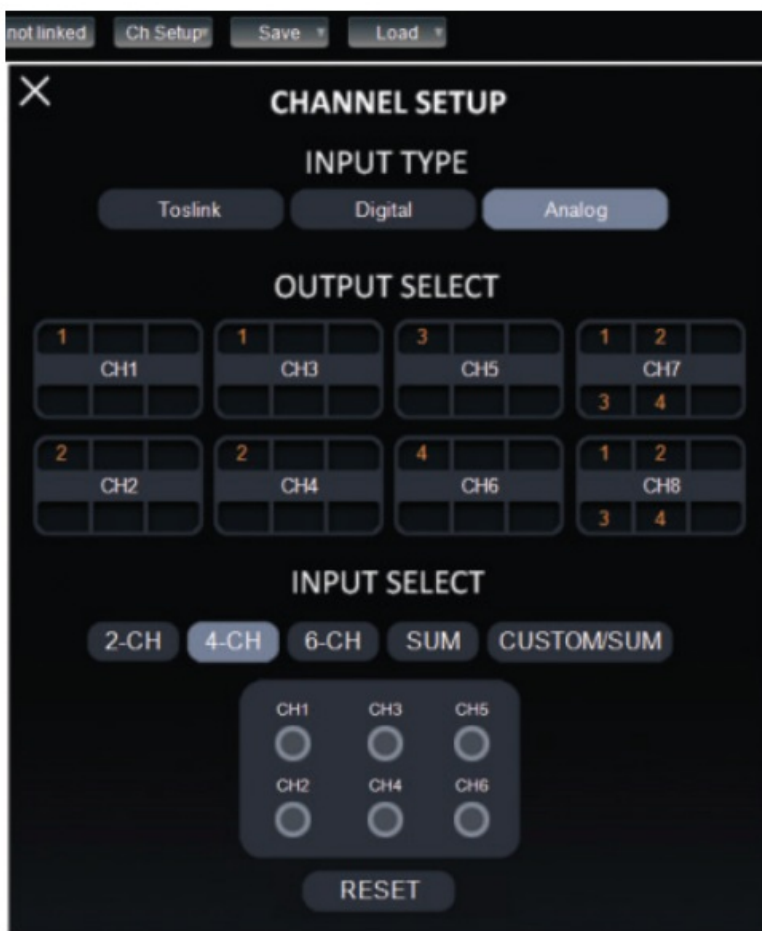 not linked Ch Setup Save Load
CHANNEL SETUP
INPUT TYPE
Toslink Digital Analog
OUTPUT SELECT
1 1 3 1 2
CH1 CH3 CH5 CH7
3 4
2 2 4 1 2
CH2 CH4 CH6 CH8
3 4
INPUT SELECT
2-CH 4-CH 6-CH SUM CUSTOM/SUM
CH1 CH3 CH5
CH2 CH4 CH6
RESET